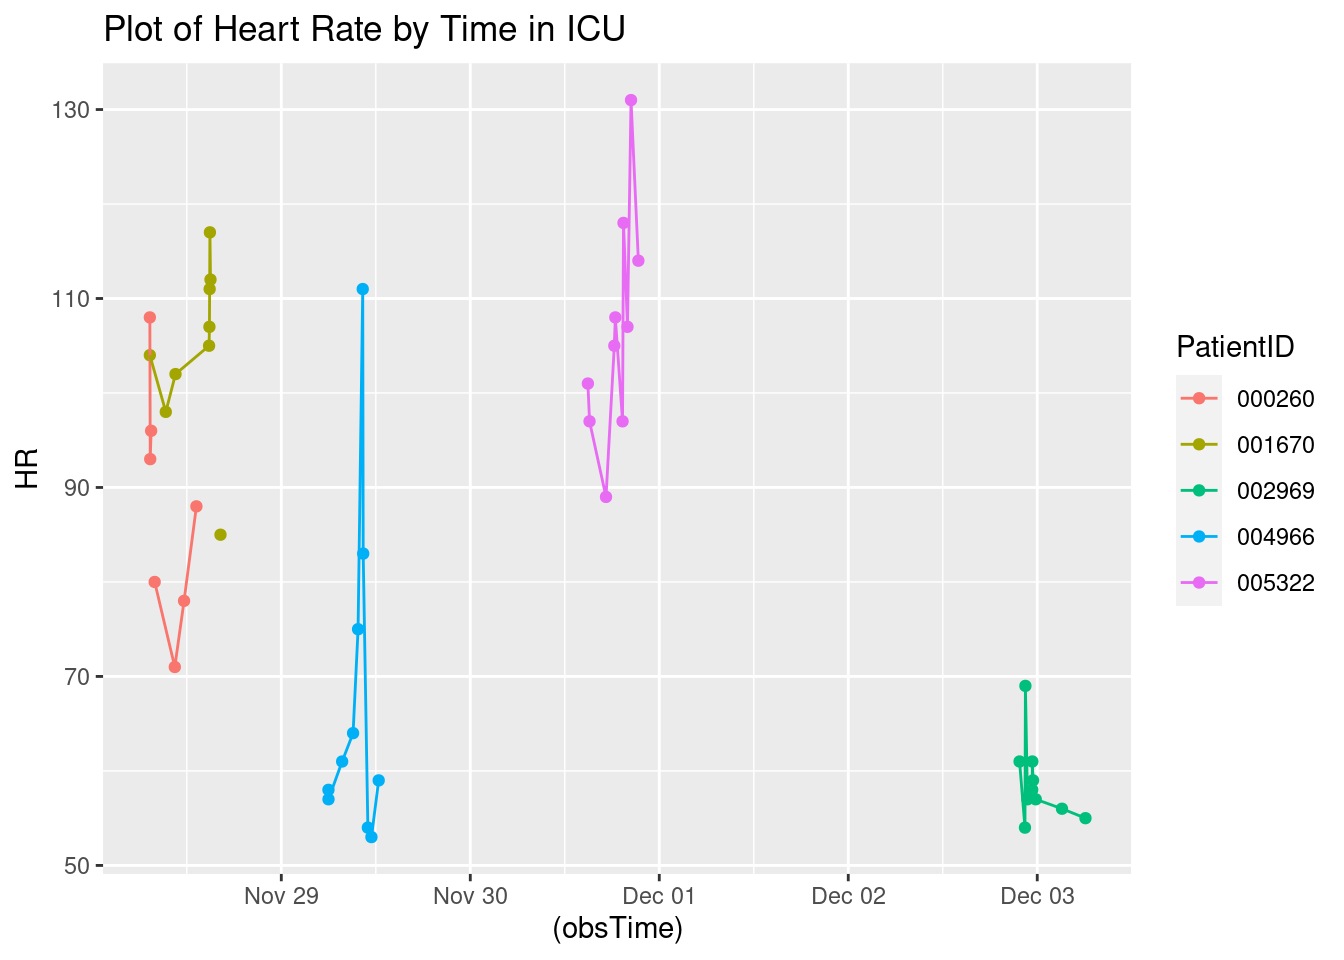 Plot of Heart Rate by Time in ICU
130
110
90
70
50
HR
Nov 29
Nov 30
Dec 01
Dec 02
Dec 03
(obsTime)
PatientID
000260
001670
002969
004966
005322